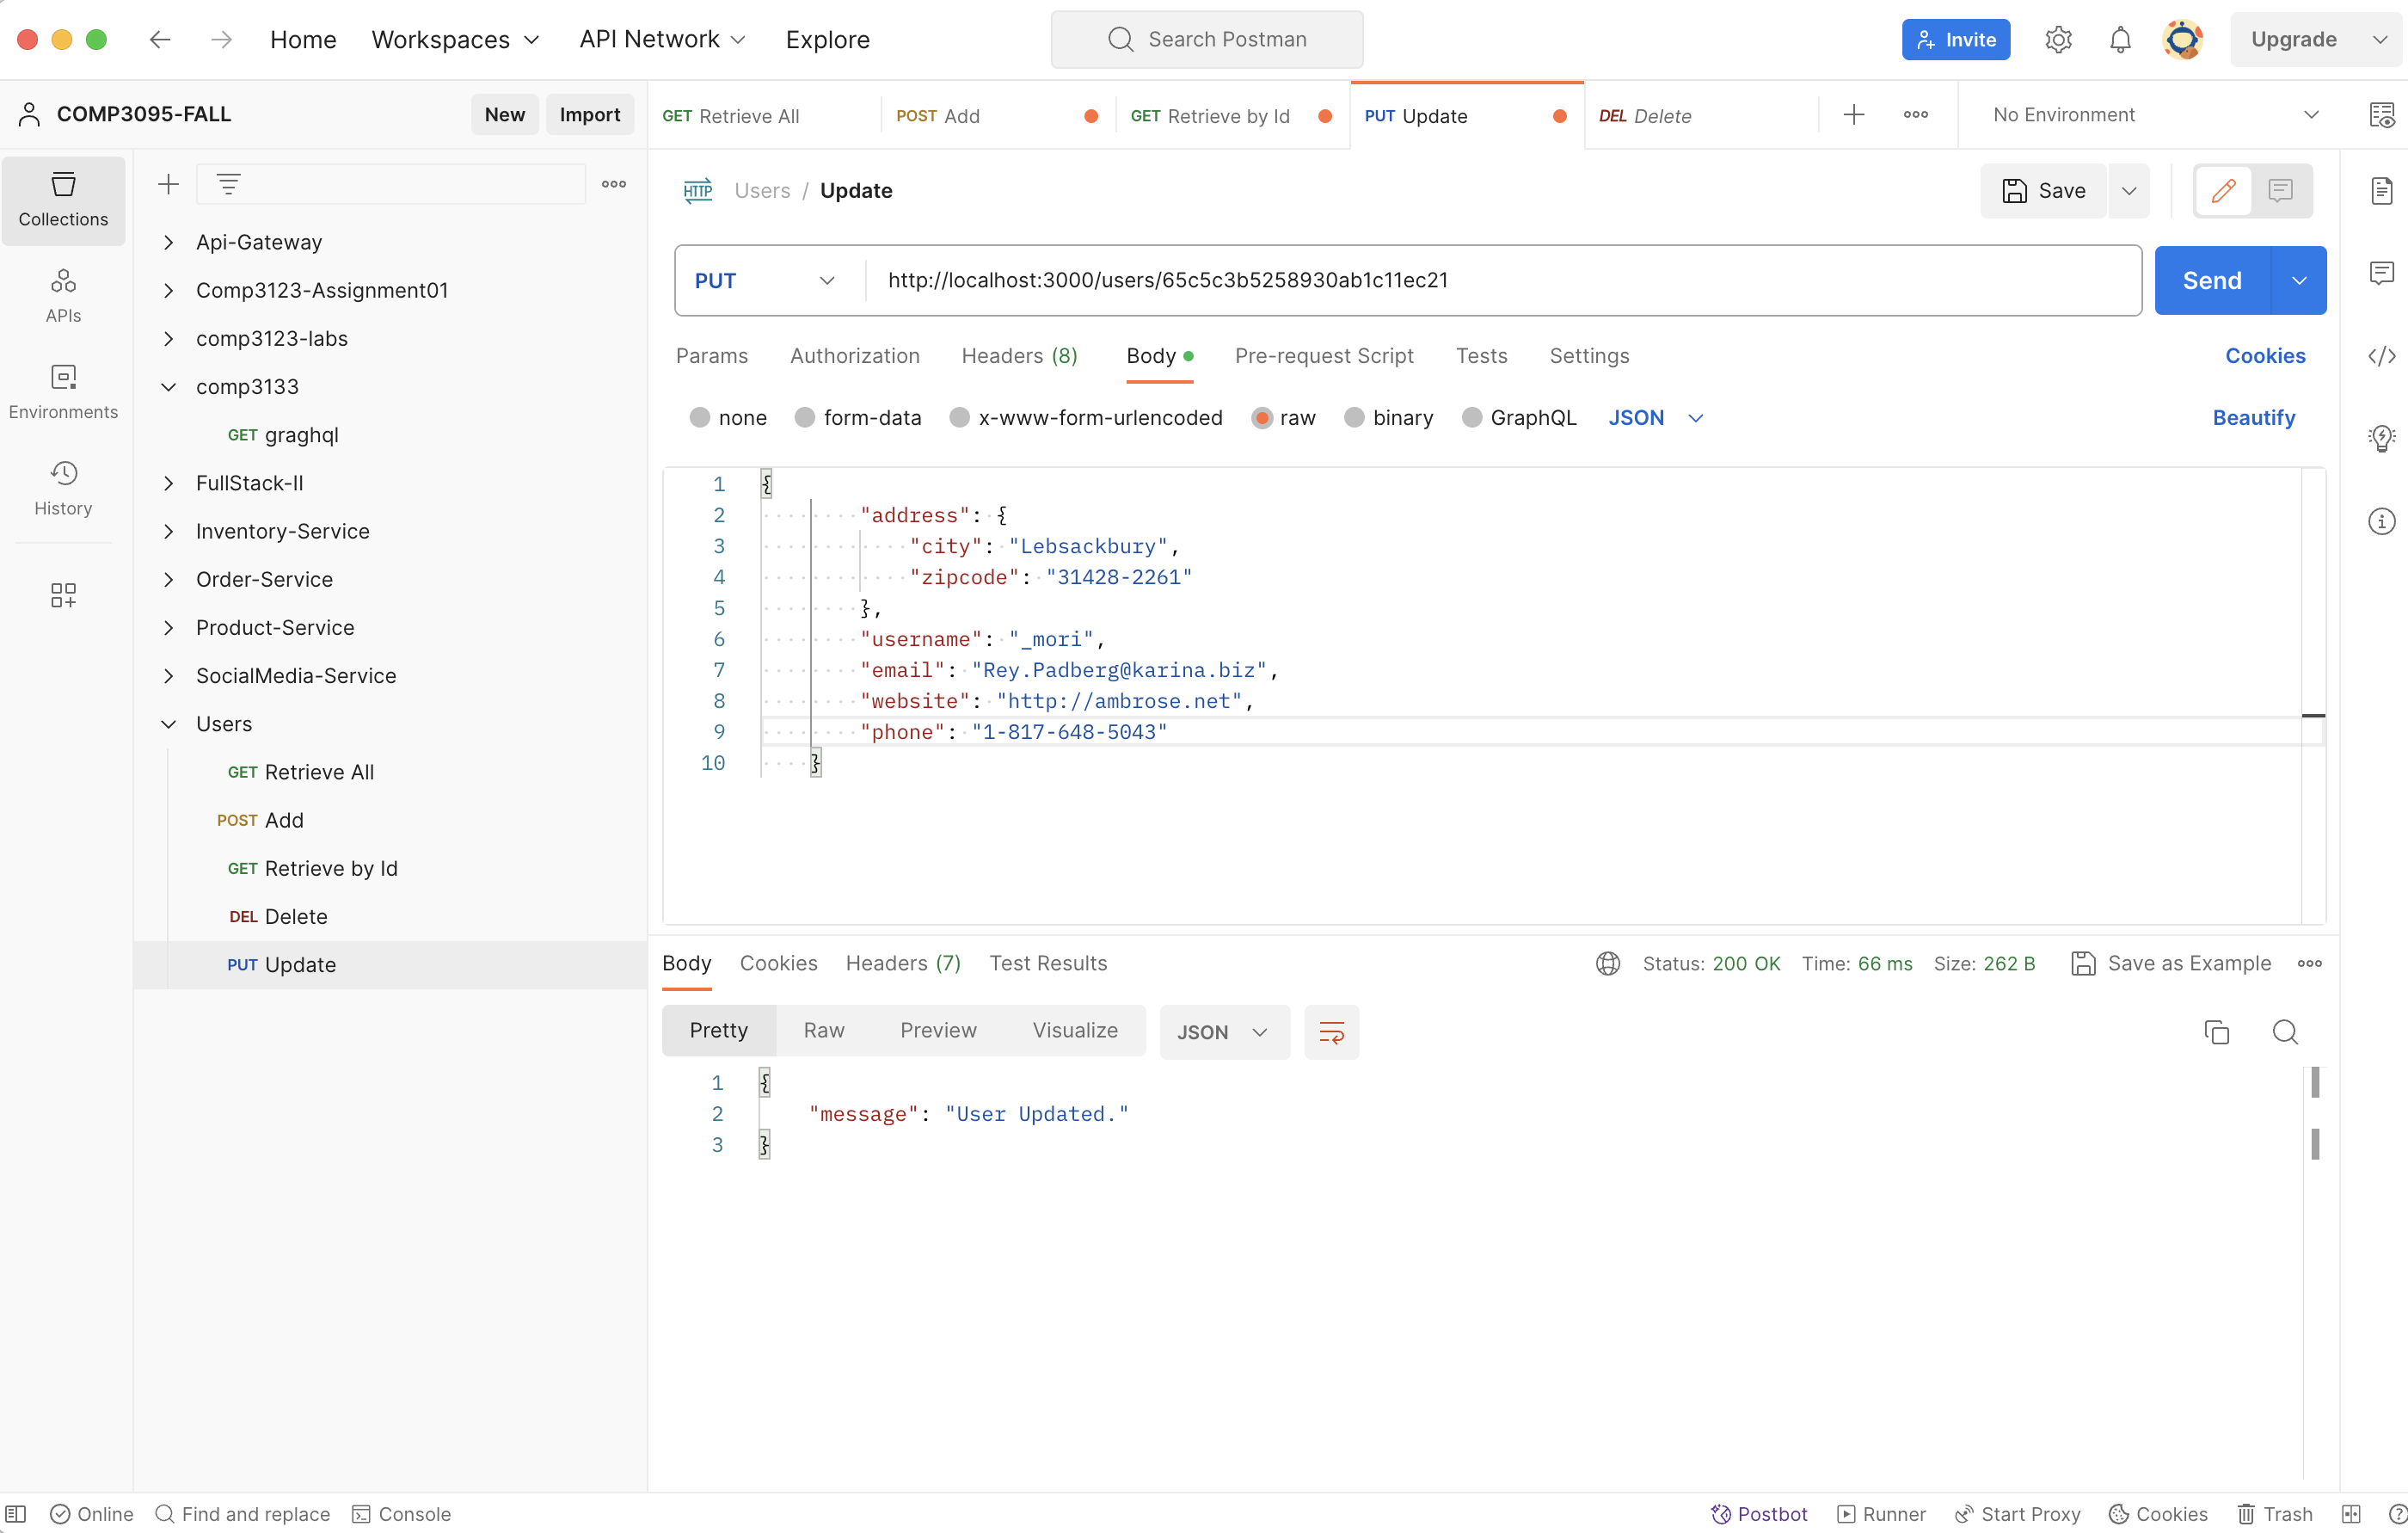 Home Workspaces API Network Explore Search Postman Invite Upgrade
COMP3095-FALL New Import GET Retrieve All POST Add GET Retrieve by Id PUT Update DEL Delete No Environment
Collections
APIs
Environments
History
Api-Gateway
Comp3123-Assignment01
comp3123-labs
comp3133
GET graghql
FullStack-II
Inventory-Service
Order-Service
Product-Service
SocialMedia-Service
Users
GET Retrieve All
POST Add
GET Retrieve by Id
DEL Delete
PUT Update
HTTP Users / Update Save
PUT http://localhost:3000/users/65c5c3b5258930ab1c11ec21 Send
Params Authorization Headers (8) Body Pre-request Script Tests Settings Cookies
none form-data x-www-form-urlencoded raw binary GraphQL JSON Beautify
1 {
2 "address": {
3 "city": "Lebsackbury",
4 "zipcode": "31428-2261"
5 },
6 "username": "_mori",
7 "email": "Rey.Padberg@karina.biz",
8 "website": "http://ambrose.net",
9 "phone": "1-817-648-5043"
10 }
Body Cookies Headers (7) Test Results Status: 200 OK Time: 66 ms Size: 262 B Save as Example
Pretty Raw Preview Visualize JSON
1 {
2 "message": "User Updated."
3 }
Online Find and replace Console Postbot Runner Start Proxy Cookies Trash